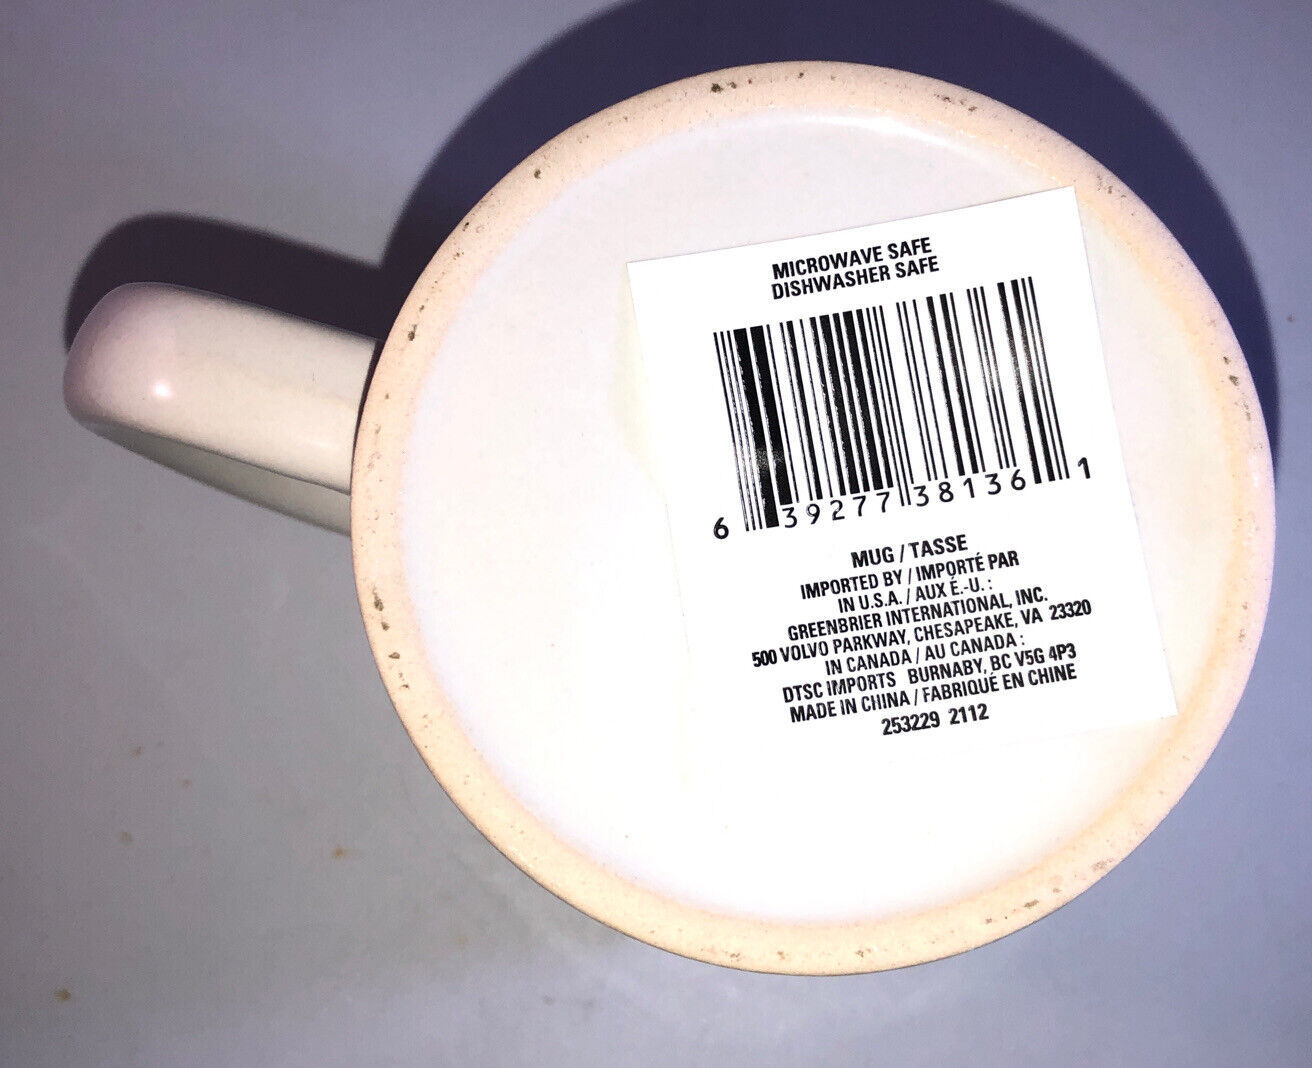 MICROWAVE SAFE
DISHWASHER SAFE
6 39277 38136 1
MUG / TASSE
IMPORTED BY / IMPORTÉ PAR
IN U.S.A. / AUX É.-U. :
GREENBRIER INTERNATIONAL, INC.
500 VOLVO PARKWAY, CHESAPEAKE, VA 23320
IN CANADA / AU CANADA :
DTSC IMPORTS BURNABY, BC V5G 4P3
MADE IN CHINA / FABRIQUÉ EN CHINE
253229 2112